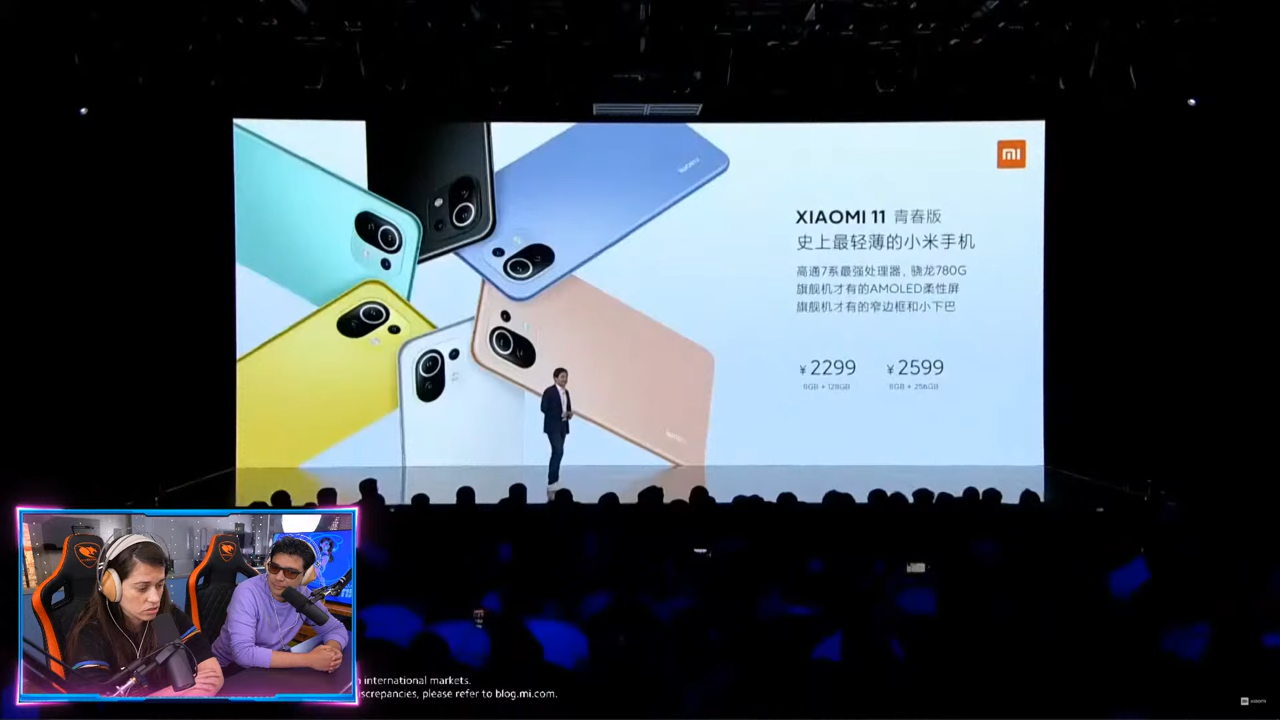 XIAOMI 11 青春版
史上最轻薄的小米手机
高通7系最强处理器，骁龙780G
旗舰机才有的AMOLED柔性屏
旗舰机才有的窄边框和小下巴
¥2299 ¥2599
8GB + 128GB 8GB + 256GB
international markets.
please refer to blog.mi.com.